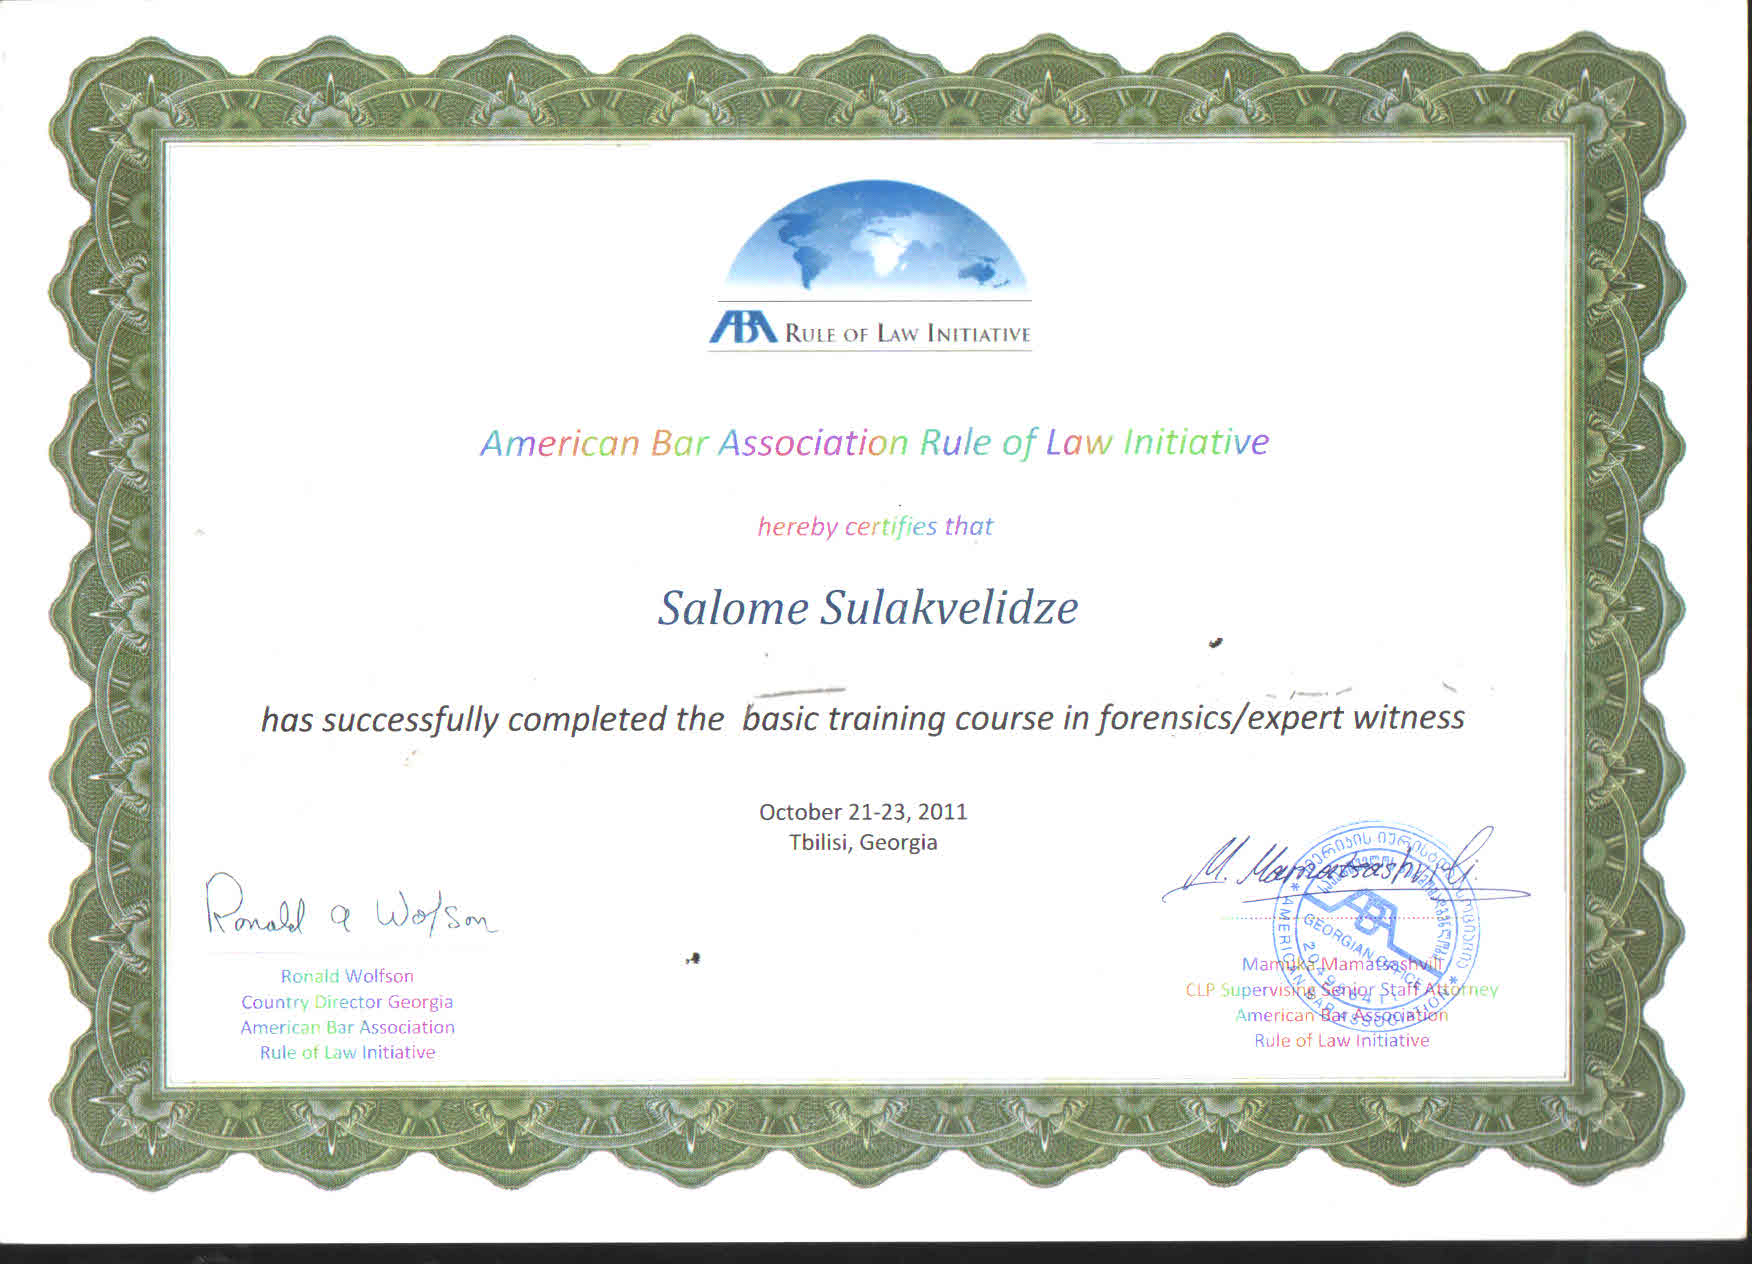 ABA RULE OF LAW INITIATIVE
American Bar Association Rule of Law Initiative
hereby certifies that
Salome Sulakvelidze
has successfully completed the basic training course in forensics/expert witness
October 21-23, 2011
Tbilisi, Georgia
Ronald A Wolfson
Ronald Wolfson
Country Director Georgia
American Bar Association
Rule of Law Initiative
M. Mamatsashvili.
Mamuka Mamatsashvili
CLP Supervising Senior Staff Attorney
American Bar Association
Rule of Law Initiative
* AMERICAN BAR ASSOCIATION *
ABA
GEORGIAN OFFICE